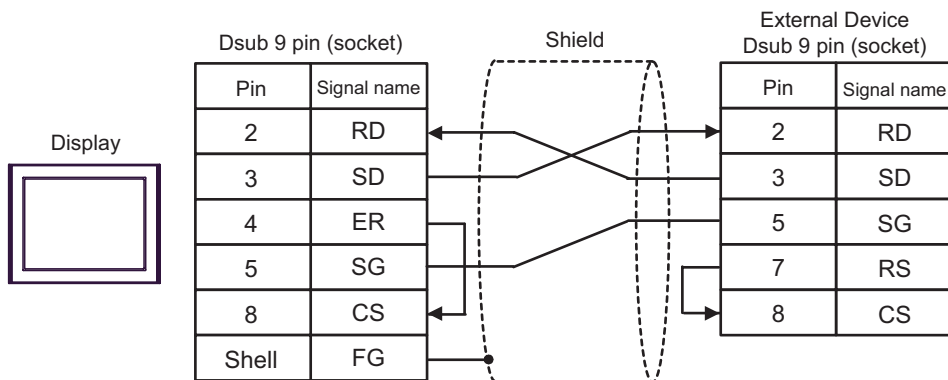 External Device
Dsub 9 pin (socket)
Shield
Dsub 9 pin (socket)
Pin Signal name
Pin Signal name
Display
2 RD
2 RD
3 SD
3 SD
4 ER
5 SG
5 SG
7 RS
8 CS
8 CS
Shell FG